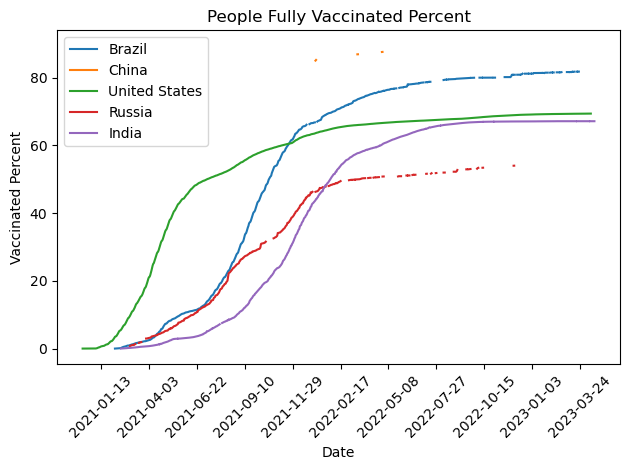 People Fully Vaccinated Percent
Brazil
China
United States
Russia
India
Vaccinated Percent
80
60
40
20
0
2021-01-13
2021-04-03
2021-06-22
2021-09-10
2021-11-29
2022-02-17
2022-05-08
2022-07-27
2022-10-15
2023-01-03
2023-03-24
Date